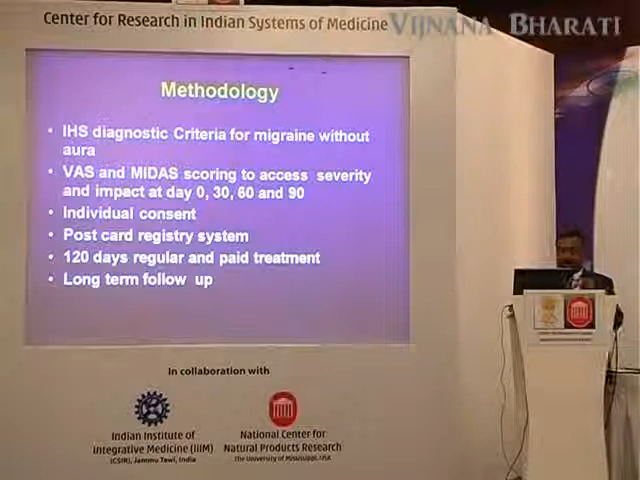 Center for Research in Indian Systems of Medicine
VIJNANA BHARATI
Methodology
• IHS diagnostic Criteria for migraine without
aura
• VAS and MIDAS scoring to access severity
and impact at day 0, 30, 60 and 90
• Individual consent
• Post card registry system
• 120 days regular and paid treatment
• Long term follow up
In collaboration with
Indian Institute of
Integrative Medicine (IIIM)
(CSIR), Jammu Tawi, India
National Center for
Natural Products Research
The University of Mississippi, USA